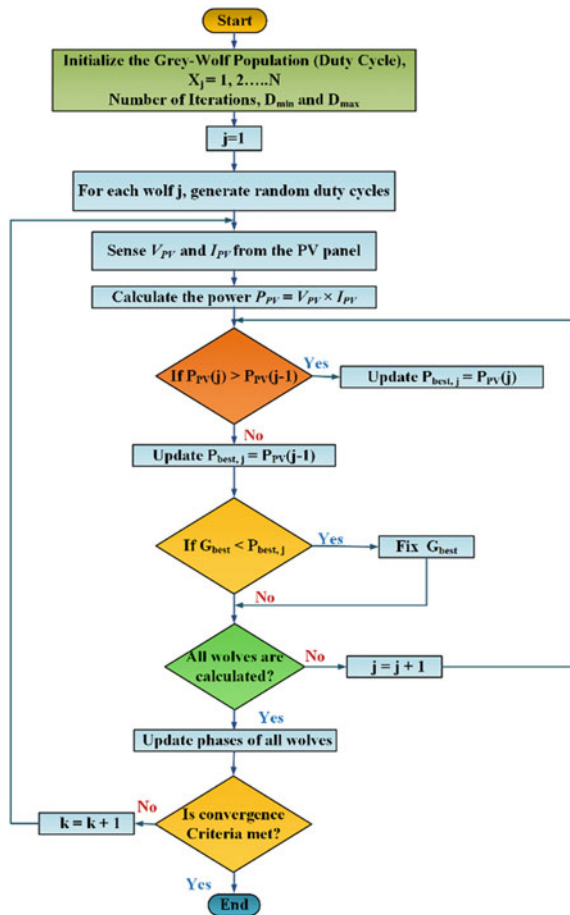 Start
Initialize the Grey-Wolf Population (Duty Cycle),
Xj = 1, 2…..N
Number of Iterations, Dmin and Dmax
j=1
For each wolf j, generate random duty cycles
Sense VPV and IPV from the PV panel
Calculate the power PPV = VPV × IPV
If PPV(j) > PPV(j-1)
Yes
Update Pbest, j = PPV(j)
No
Update Pbest, j = PPV(j-1)
If Gbest < Pbest, j
Yes
Fix Gbest
No
All wolves are
calculated?
No
j = j + 1
Yes
Update phases of all wolves
Is convergence
Criteria met?
No
k = k + 1
Yes
End